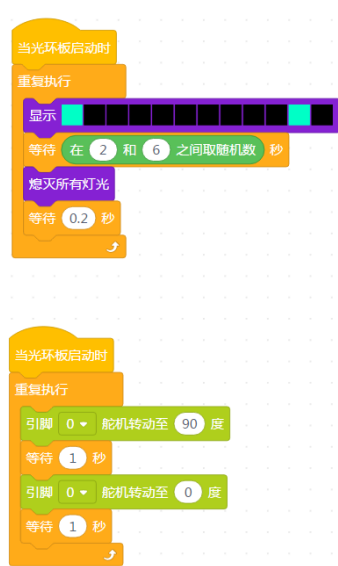 当光环板启动时
重复执行
显示
等待 在 2 和 6 之间取随机数 秒
熄灭所有灯光
等待 0.2 秒
当光环板启动时
重复执行
引脚 0 舵机转动至 90 度
等待 1 秒
引脚 0 舵机转动至 0 度
等待 1 秒